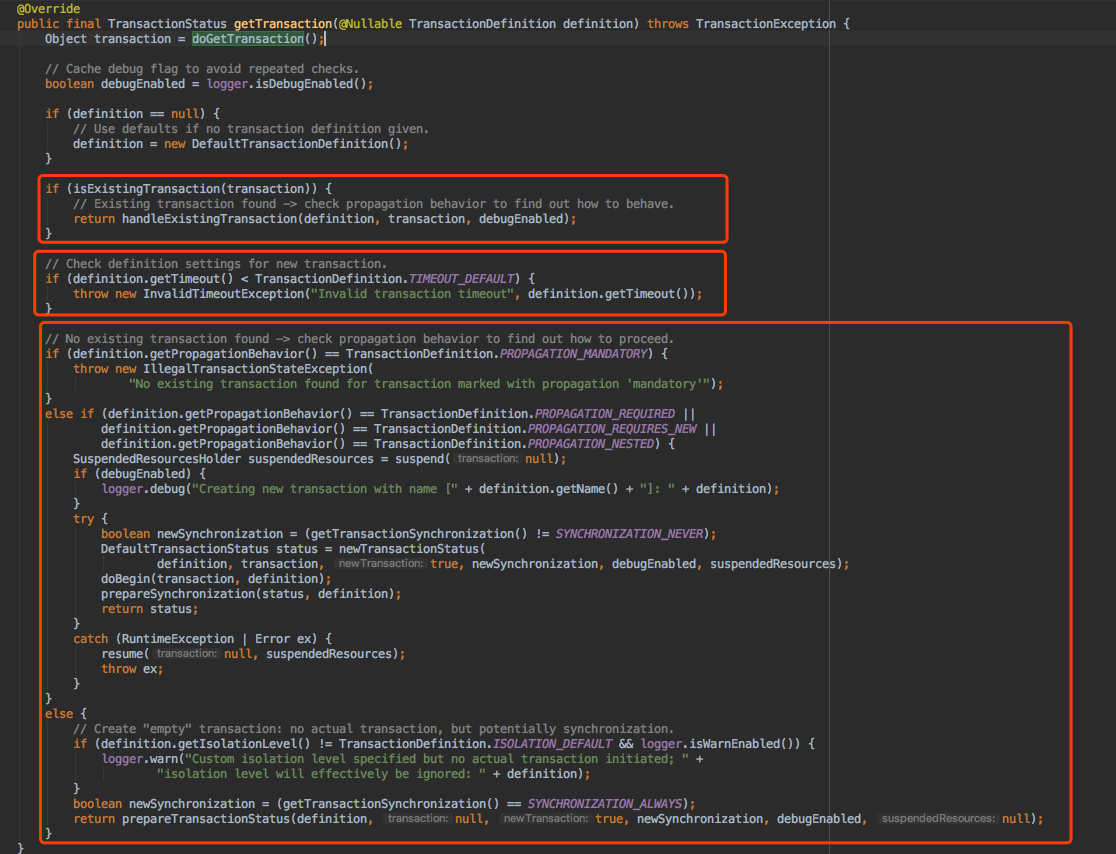 @Override
public final TransactionStatus getTransaction(@Nullable TransactionDefinition definition) throws TransactionException {
    Object transaction = doGetTransaction();

    // Cache debug flag to avoid repeated checks.
    boolean debugEnabled = logger.isDebugEnabled();

    if (definition == null) {
        // Use defaults if no transaction definition given.
        definition = new DefaultTransactionDefinition();
    }

    if (isExistingTransaction(transaction)) {
        // Existing transaction found -> check propagation behavior to find out how to behave.
        return handleExistingTransaction(definition, transaction, debugEnabled);
    }

    // Check definition settings for new transaction.
    if (definition.getTimeout() < TransactionDefinition.TIMEOUT_DEFAULT) {
        throw new InvalidTimeoutException("Invalid transaction timeout", definition.getTimeout());
    }

    // No existing transaction found -> check propagation behavior to find out how to proceed.
    if (definition.getPropagationBehavior() == TransactionDefinition.PROPAGATION_MANDATORY) {
        throw new IllegalTransactionStateException(
                "No existing transaction found for transaction marked with propagation 'mandatory'");
    }
    else if (definition.getPropagationBehavior() == TransactionDefinition.PROPAGATION_REQUIRED ||
            definition.getPropagationBehavior() == TransactionDefinition.PROPAGATION_REQUIRES_NEW ||
            definition.getPropagationBehavior() == TransactionDefinition.PROPAGATION_NESTED) {
        SuspendedResourcesHolder suspendedResources = suspend( transaction: null);
        if (debugEnabled) {
            logger.debug("Creating new transaction with name [" + definition.getName() + "]: " + definition);
        }
        try {
            boolean newSynchronization = (getTransactionSynchronization() != SYNCHRONIZATION_NEVER);
            DefaultTransactionStatus status = newTransactionStatus(
                    definition, transaction, newTransaction: true, newSynchronization, debugEnabled, suspendedResources);
            doBegin(transaction, definition);
            prepareSynchronization(status, definition);
            return status;
        }
        catch (RuntimeException | Error ex) {
            resume( transaction: null, suspendedResources);
            throw ex;
        }
    }
    else {
        // Create "empty" transaction: no actual transaction, but potentially synchronization.
        if (definition.getIsolationLevel() != TransactionDefinition.ISOLATION_DEFAULT && logger.isWarnEnabled()) {
            logger.warn("Custom isolation level specified but no actual transaction initiated; " +
                    "isolation level will effectively be ignored: " + definition);
        }
        boolean newSynchronization = (getTransactionSynchronization() == SYNCHRONIZATION_ALWAYS);
        return prepareTransactionStatus(definition, transaction: null, newTransaction: true, newSynchronization, debugEnabled, suspendedResources: null);
    }
}